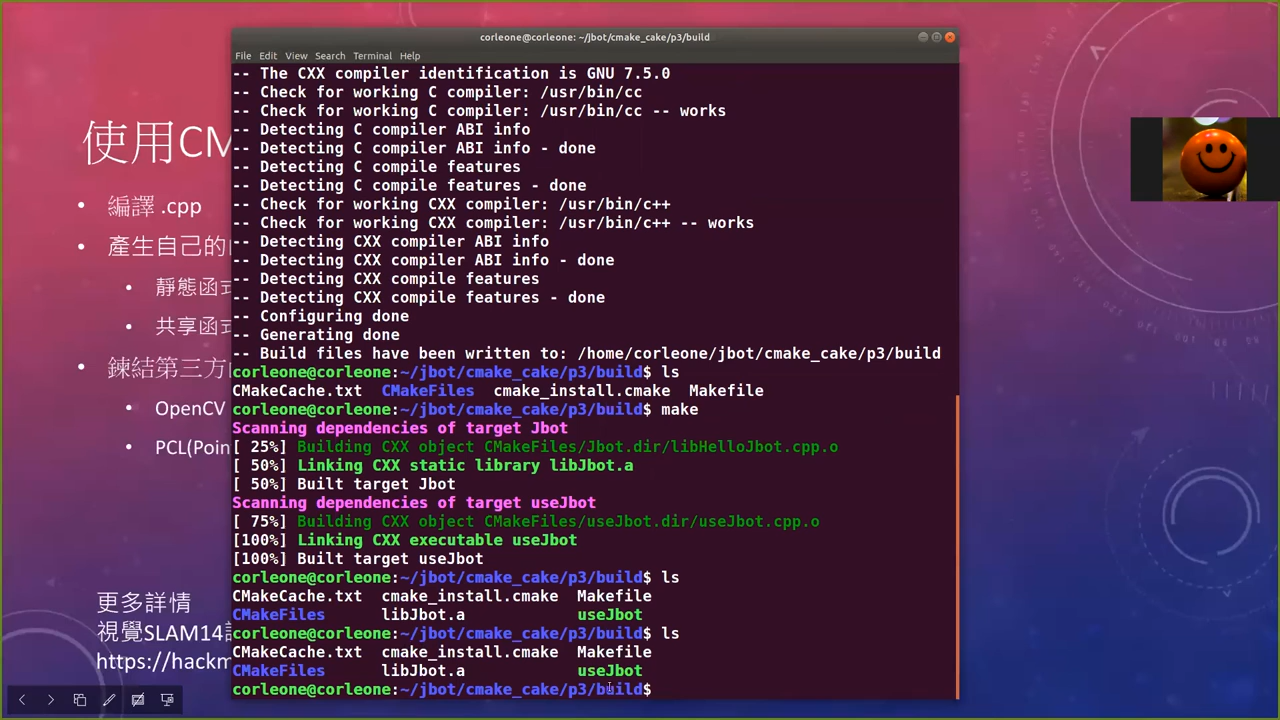 corleone@corleone: ~/jbot/cmake_cake/p3/build
File Edit View Search Terminal Help
-- The CXX compiler identification is GNU 7.5.0
-- Check for working C compiler: /usr/bin/cc
-- Check for working C compiler: /usr/bin/cc -- works
-- Detecting C compiler ABI info
-- Detecting C compiler ABI info - done
-- Detecting C compile features
-- Detecting C compile features - done
-- Check for working CXX compiler: /usr/bin/c++
-- Check for working CXX compiler: /usr/bin/c++ -- works
-- Detecting CXX compiler ABI info
-- Detecting CXX compiler ABI info - done
-- Detecting CXX compile features
-- Detecting CXX compile features - done
-- Configuring done
-- Generating done
-- Build files have been written to: /home/corleone/jbot/cmake_cake/p3/build
corleone@corleone:~/jbot/cmake_cake/p3/build$ ls
CMakeCache.txt CMakeFiles cmake_install.cmake Makefile
corleone@corleone:~/jbot/cmake_cake/p3/build$ make
Scanning dependencies of target Jbot
[ 25%] Building CXX object CMakeFiles/Jbot.dir/libHelloJbot.cpp.o
[ 50%] Linking CXX static library libJbot.a
[ 50%] Built target Jbot
Scanning dependencies of target useJbot
[ 75%] Building CXX object CMakeFiles/useJbot.dir/useJbot.cpp.o
[100%] Linking CXX executable useJbot
[100%] Built target useJbot
corleone@corleone:~/jbot/cmake_cake/p3/build$ ls
CMakeCache.txt cmake_install.cmake Makefile
CMakeFiles libJbot.a useJbot
corleone@corleone:~/jbot/cmake_cake/p3/build$ ls
CMakeCache.txt cmake_install.cmake Makefile
CMakeFiles libJbot.a useJbot
corleone@corleone:~/jbot/cmake_cake/p3/build$
使用CM
• 編譯 .cpp
• 產生自己的
• 靜態函
• 共享函
• 鍊結第三方
• OpenCV
• PCL(Poin
更多詳情
視覺SLAM14
https://hackm